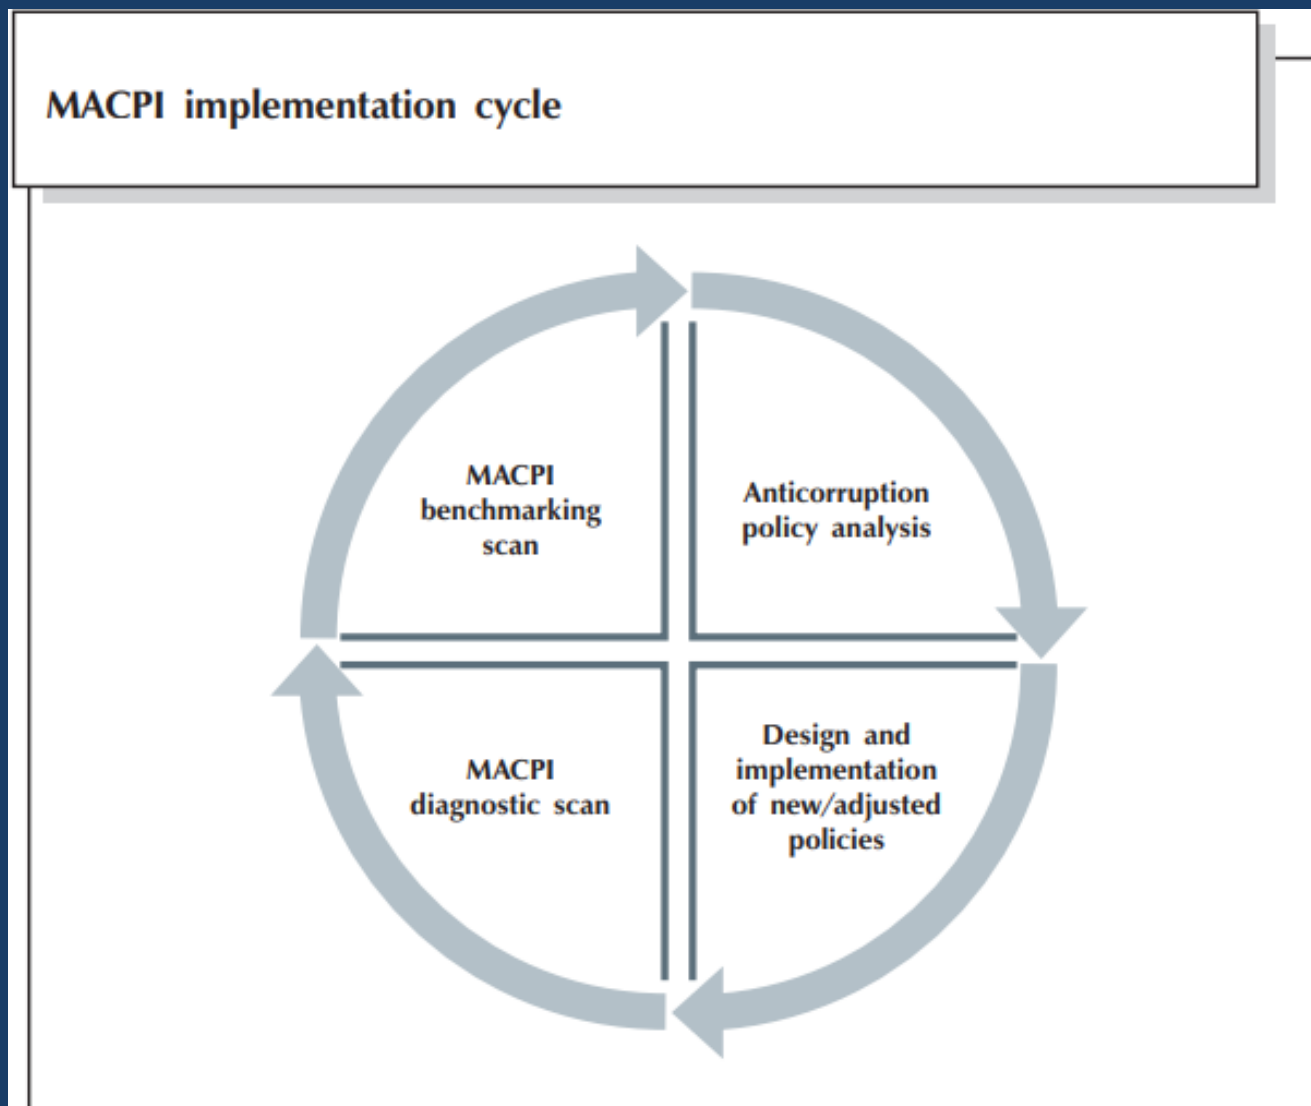 MACPI implementation cycle
MACPI
benchmarking
scan
Anticorruption
policy analysis
MACPI
diagnostic scan
Design and
implementation
of new/adjusted
policies